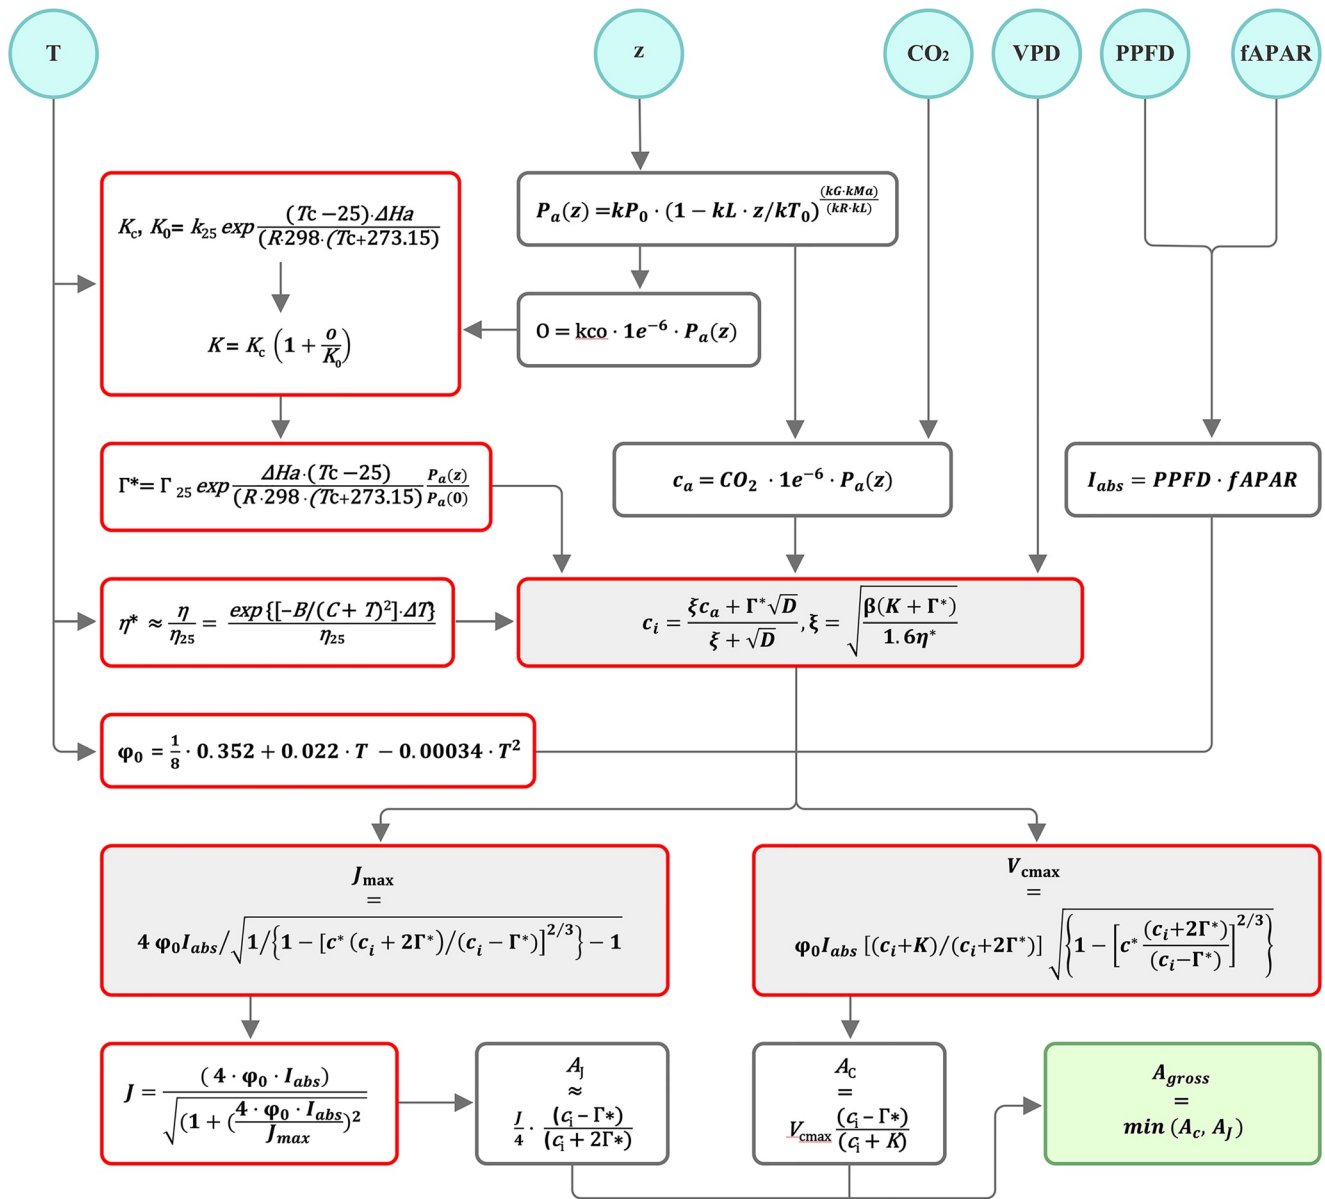 T
z
CO₂
VPD
PPFD
fAPAR
K_c, K_0= k_25 exp (Tc −25)·ΔHa / (R·298·(Tc+273.15)
K= K_c (1 + o/K_0)
P_a(z) =kP_0 · (1 − kL · z/kT_0)^((kG·kMa)/(kR·kL))
O = kco · 1e^−6 · P_a(z)
Γ*= Γ_25 exp ΔHa·(Tc −25) / (R·298·(Tc+273.15) P_a(z)/P_a(0)
c_a = CO_2 · 1e^−6 · P_a(z)
I_abs = PPFD · fAPAR
η* ≈ η/η_25 = exp{[−B/(C + T)^2]·ΔT} / η_25
c_i = (ξc_a + Γ*√D) / (ξ + √D), ξ = √(β(K + Γ*) / 1.6η*)
φ_0 = 1/8 · 0.352 + 0.022 · T − 0.00034 · T^2
J_max
=
4 φ_0I_abs/√(1/{1 − [c* (c_i + 2Γ*)/(c_i − Γ*)]^2/3} − 1)
V_cmax
=
φ_0I_abs [(c_i+K)/(c_i+2Γ*)] √({1 − [c* (c_i+2Γ*)/(c_i−Γ*)]^2/3})
J = (4 · φ_0 · I_abs) / √((1 + (4 · φ_0 · I_abs / J_max)^2
A_J
≈
J/4 · (c_i − Γ*) / (c_i + 2Γ*)
A_C
=
V_cmax (c_i − Γ*) / (c_i + K)
A_gross
=
min (A_c, A_J)